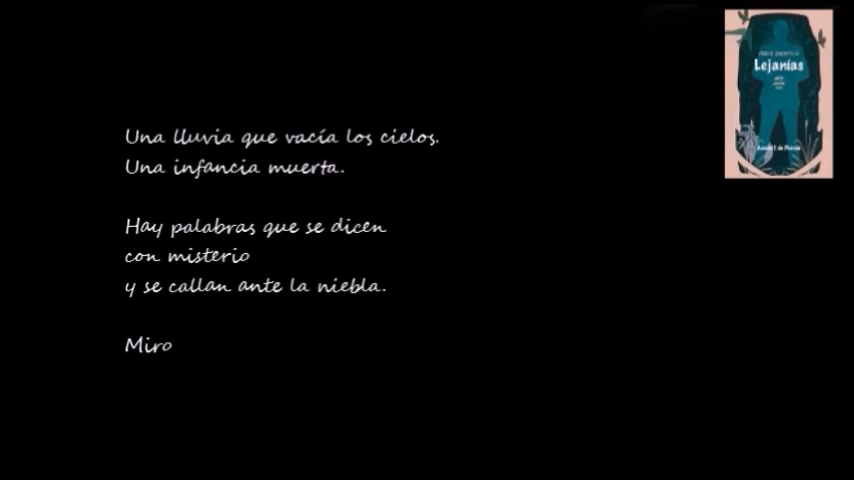 Una lluvia que vacía los cielos.
Una infancia muerta.
Hay palabras que se dicen
con misterio
y se callan ante la niebla.
Miro
Lejanías